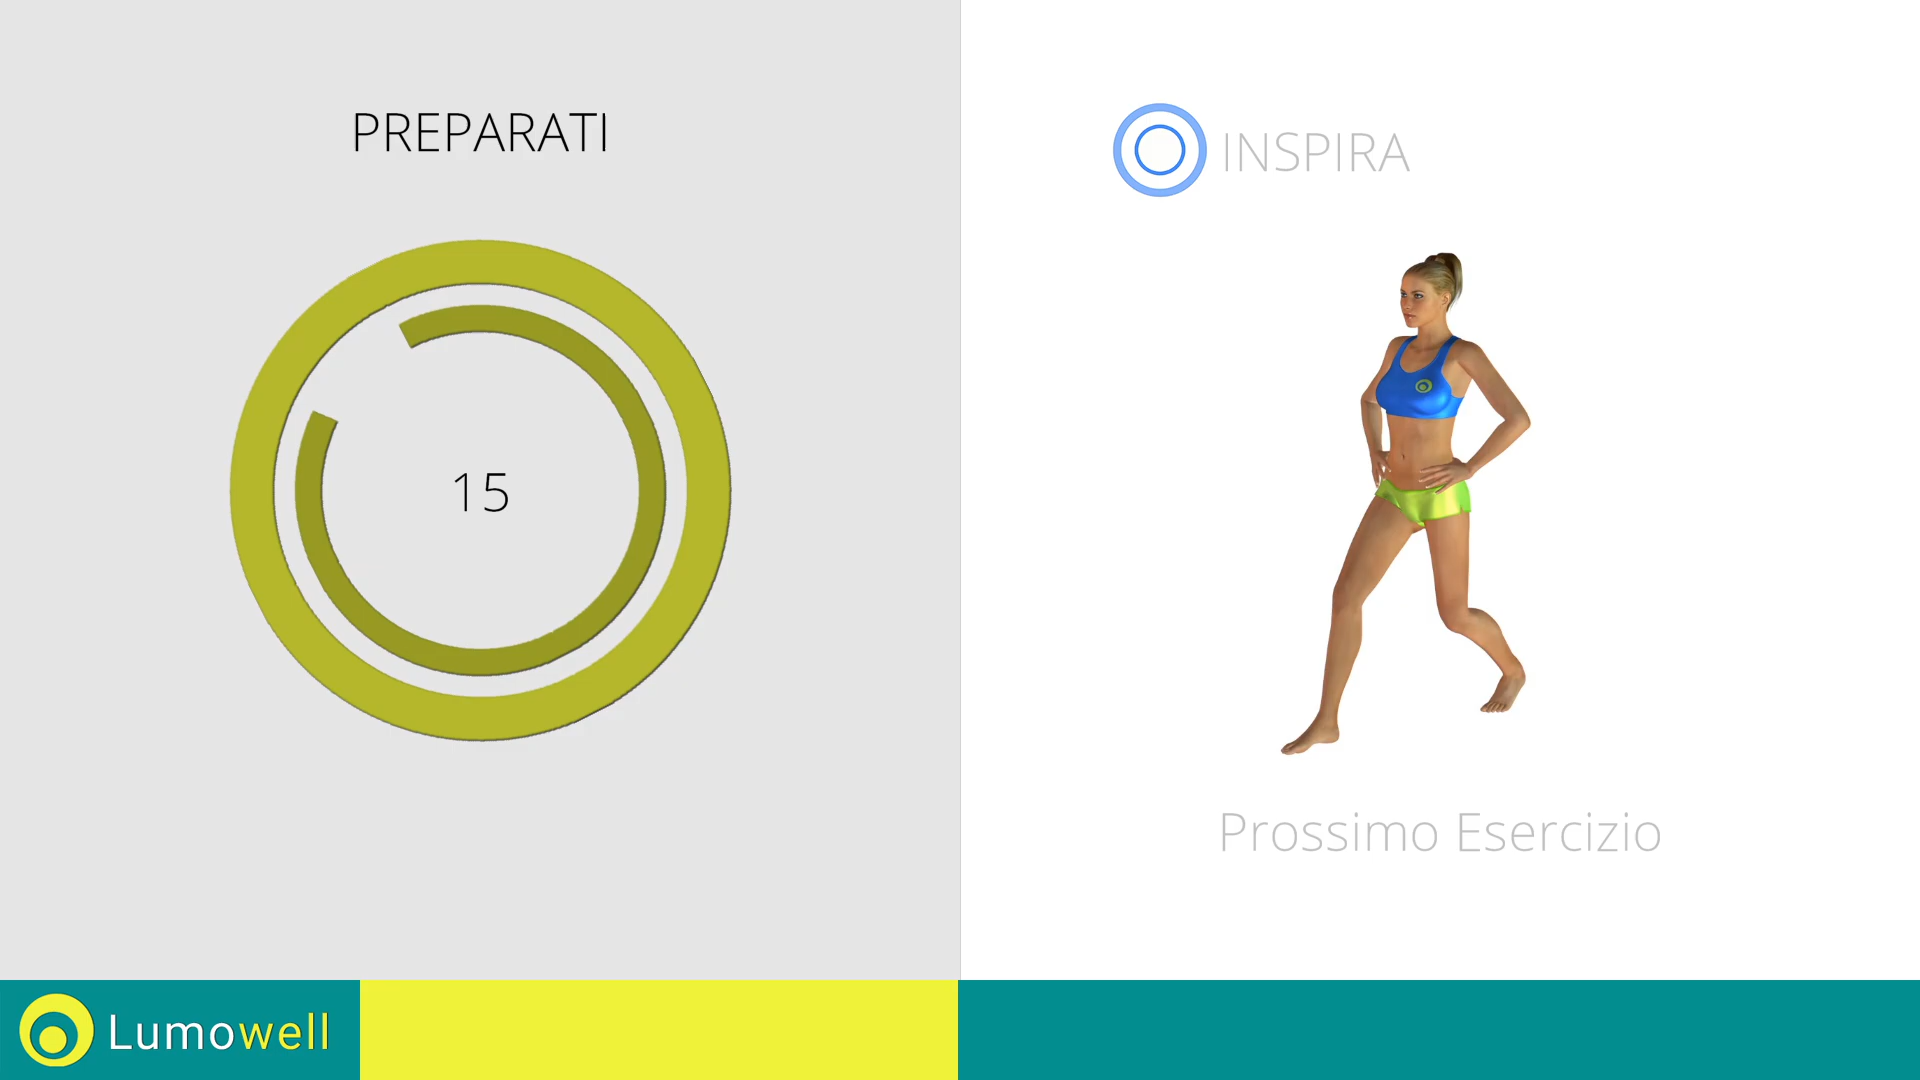 PREPARATI
15
INSPIRA
Prossimo Esercizio
Lumowell